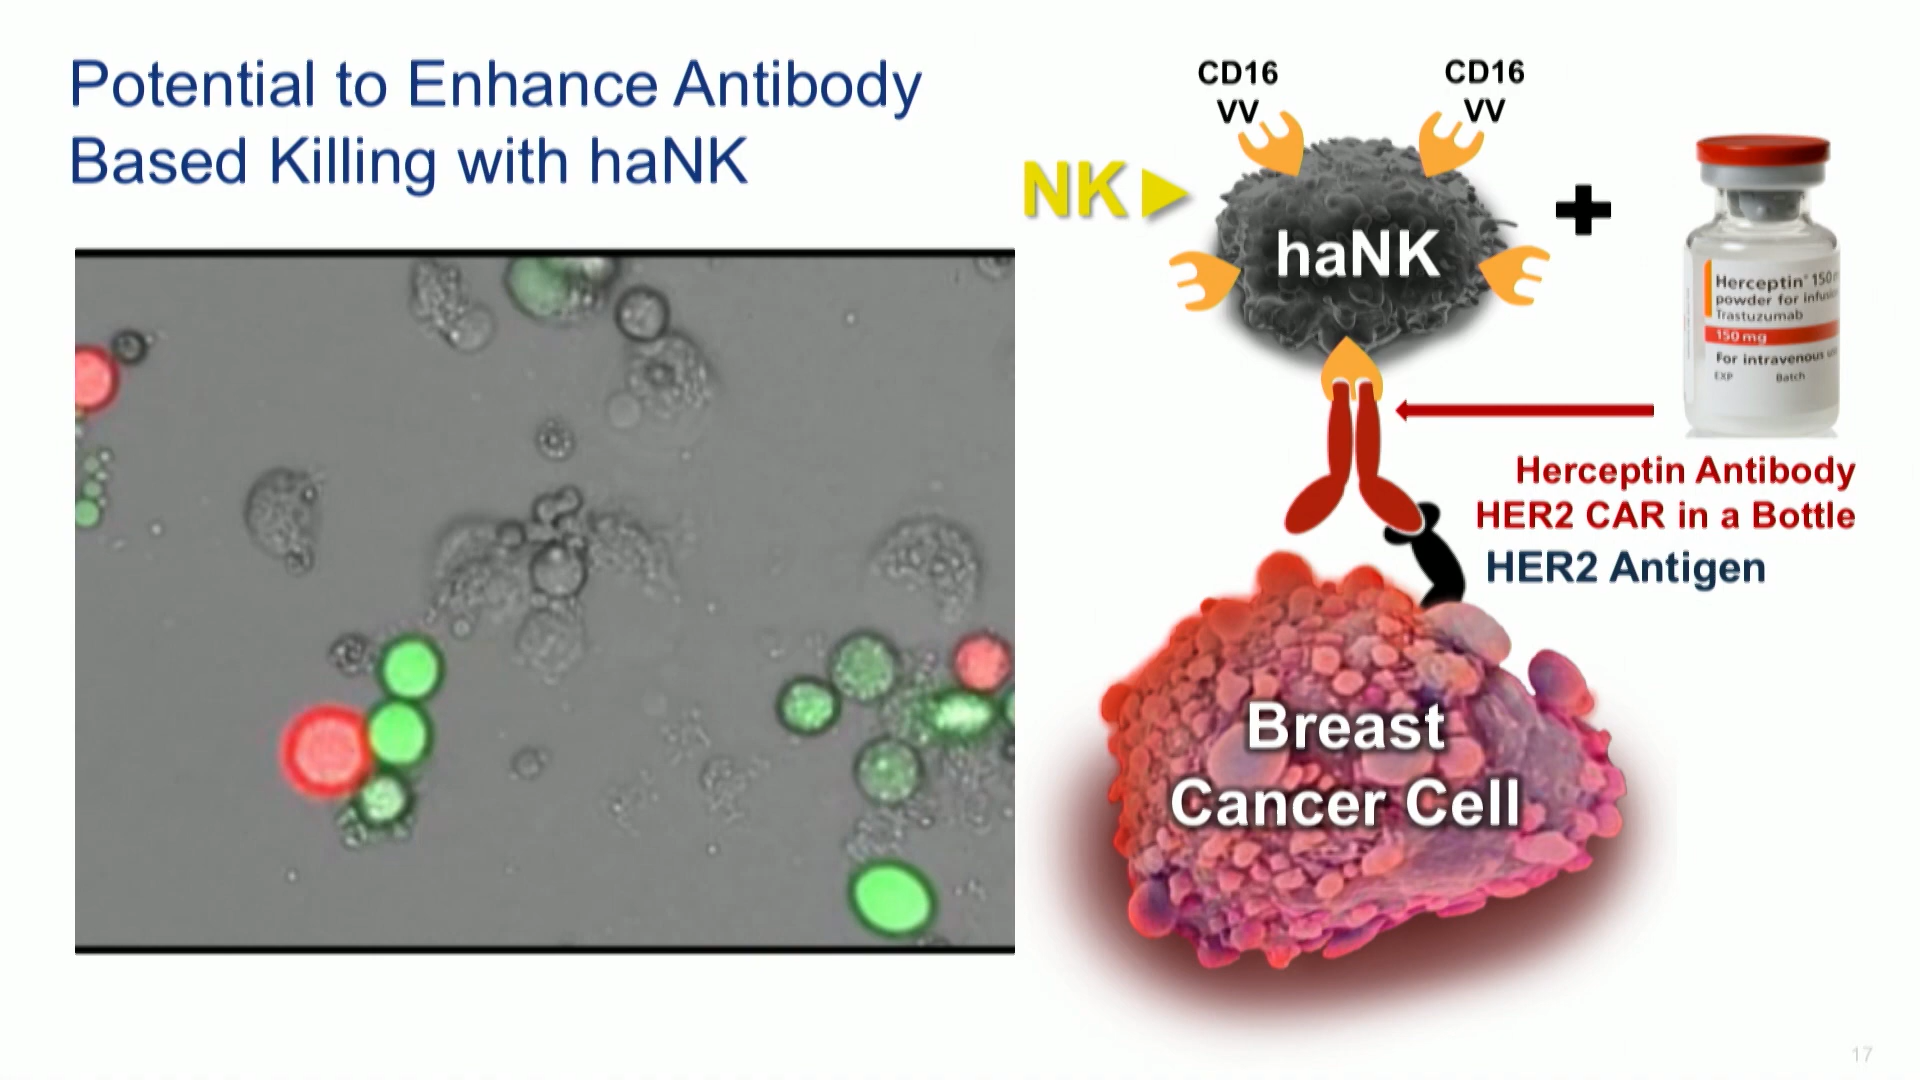 Potential to Enhance Antibody
Based Killing with haNK
CD16
VV
CD16
VV
NK
haNK
Herceptin 150
powder for
Trastuzumab
150 mg
For intravenous
EXP Batch
Herceptin Antibody
HER2 CAR in a Bottle
HER2 Antigen
Breast
Cancer Cell
17